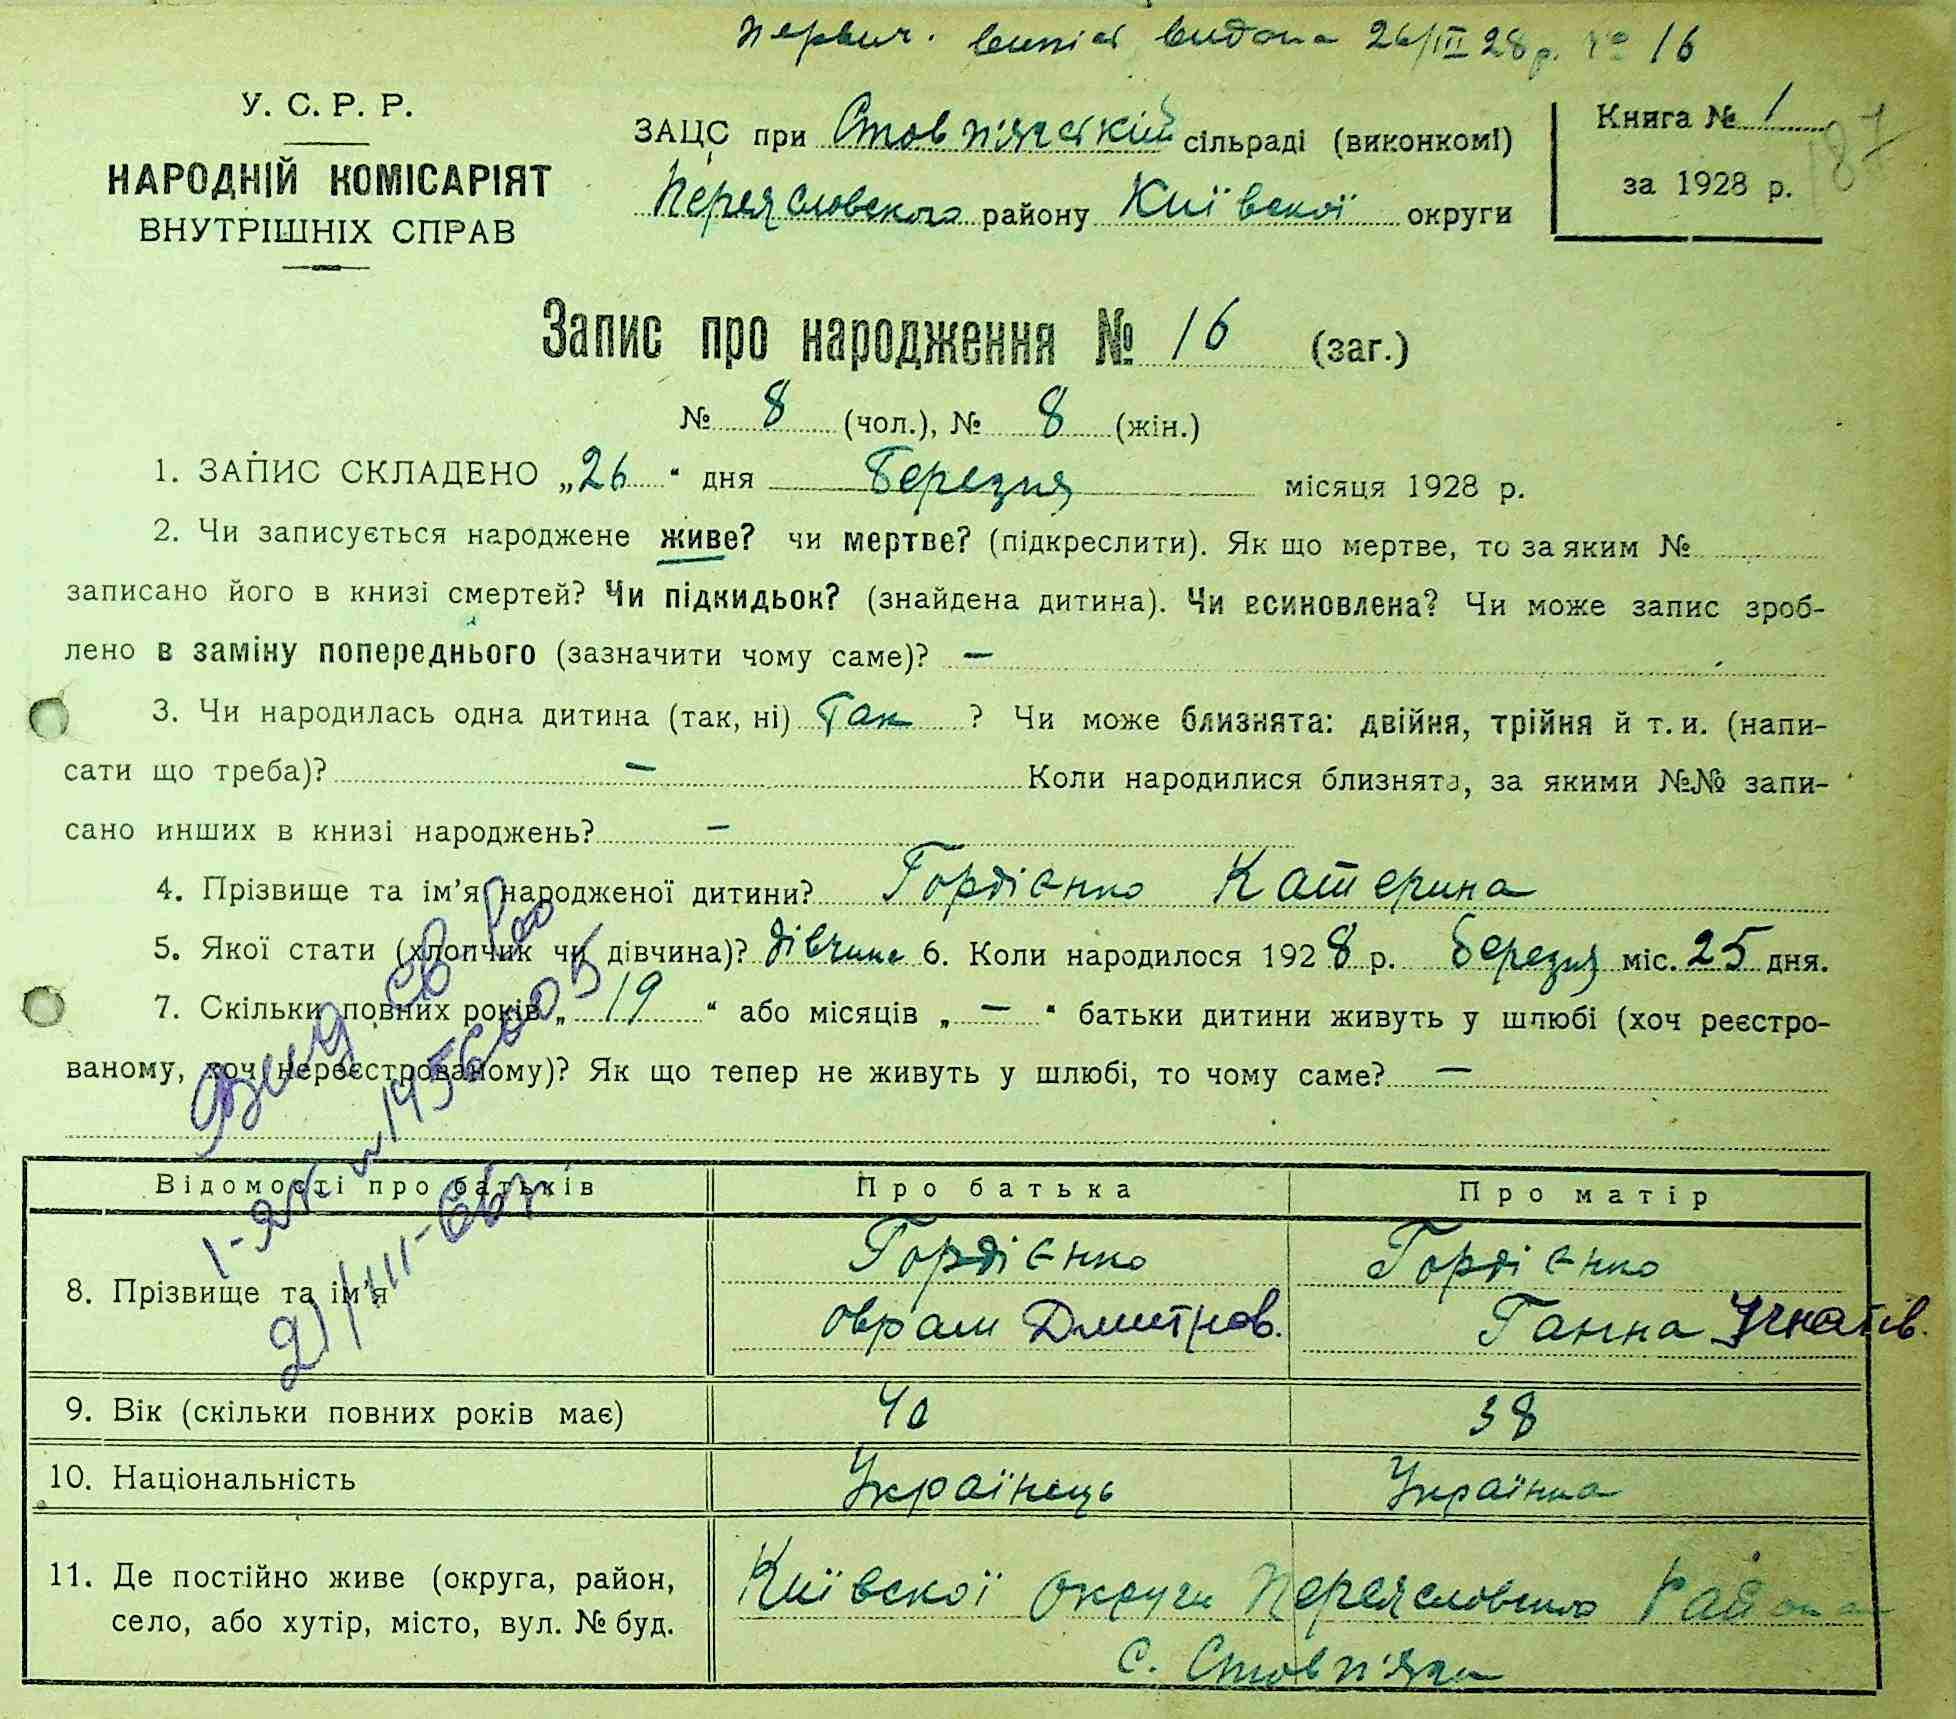 Первич. випис видана 26/III 28 р. № 16
У. С. Р. Р.
НАРОДНІЙ КОМІСАРІЯТ
ВНУТРІШНІХ СПРАВ
ЗАЦС при Стовп'язькій сільраді (виконкомі)
Переяславского району Київскої округи
Книга № 1
за 1928 р.
187
Запис про народження № 16 (заг.)
№ 8 (чол.), № 8 (жін.)
1. ЗАПИС СКЛАДЕНО „26“ дня Березня місяця 1928 р.
2. Чи записується народжене живе? чи мертве? (підкреслити). Як що мертве, то за яким №
записано його в книзі смертей? Чи підкидьок? (знайдена дитина). Чи всиновлена? Чи може запис зроб-
лено в заміну попереднього (зазначити чому саме)? —
3. Чи народилась одна дитина (так, ні) Так ? Чи може близнята: двійня, трійня й т. и. (напи-
сати що треба)? — Коли народилися близнята, за якими №№ запи-
сано инших в книзі народжень? —
4. Прізвище та ім'я народженої дитини? Гордієнко Катерина
5. Якої стати (хлопчик чи дівчина)? дівчина 6. Коли народилося 1928 р. березня міс. 25 дня.
7. Скільки повних років „19“ або місяців „—“ батьки дитини живуть у шлюбі (хоч реєстро-
ваному, хоч нереєстрованому)? Як що тепер не живуть у шлюбі, то чому саме? —
Відомості про батьків Про батька Про матір
8. Прізвище та ім'я
Гордієнко Гордієнко
Оврам Дмитров. Ганна Игнатів.
9. Вік (скільки повних років має) 40 38
10. Національність Українець Українка
11. Де постійно живе (округа, район,
село, або хутір, місто, вул. № буд.
Київскої округи Переяславского Района
с. Стовп'яги